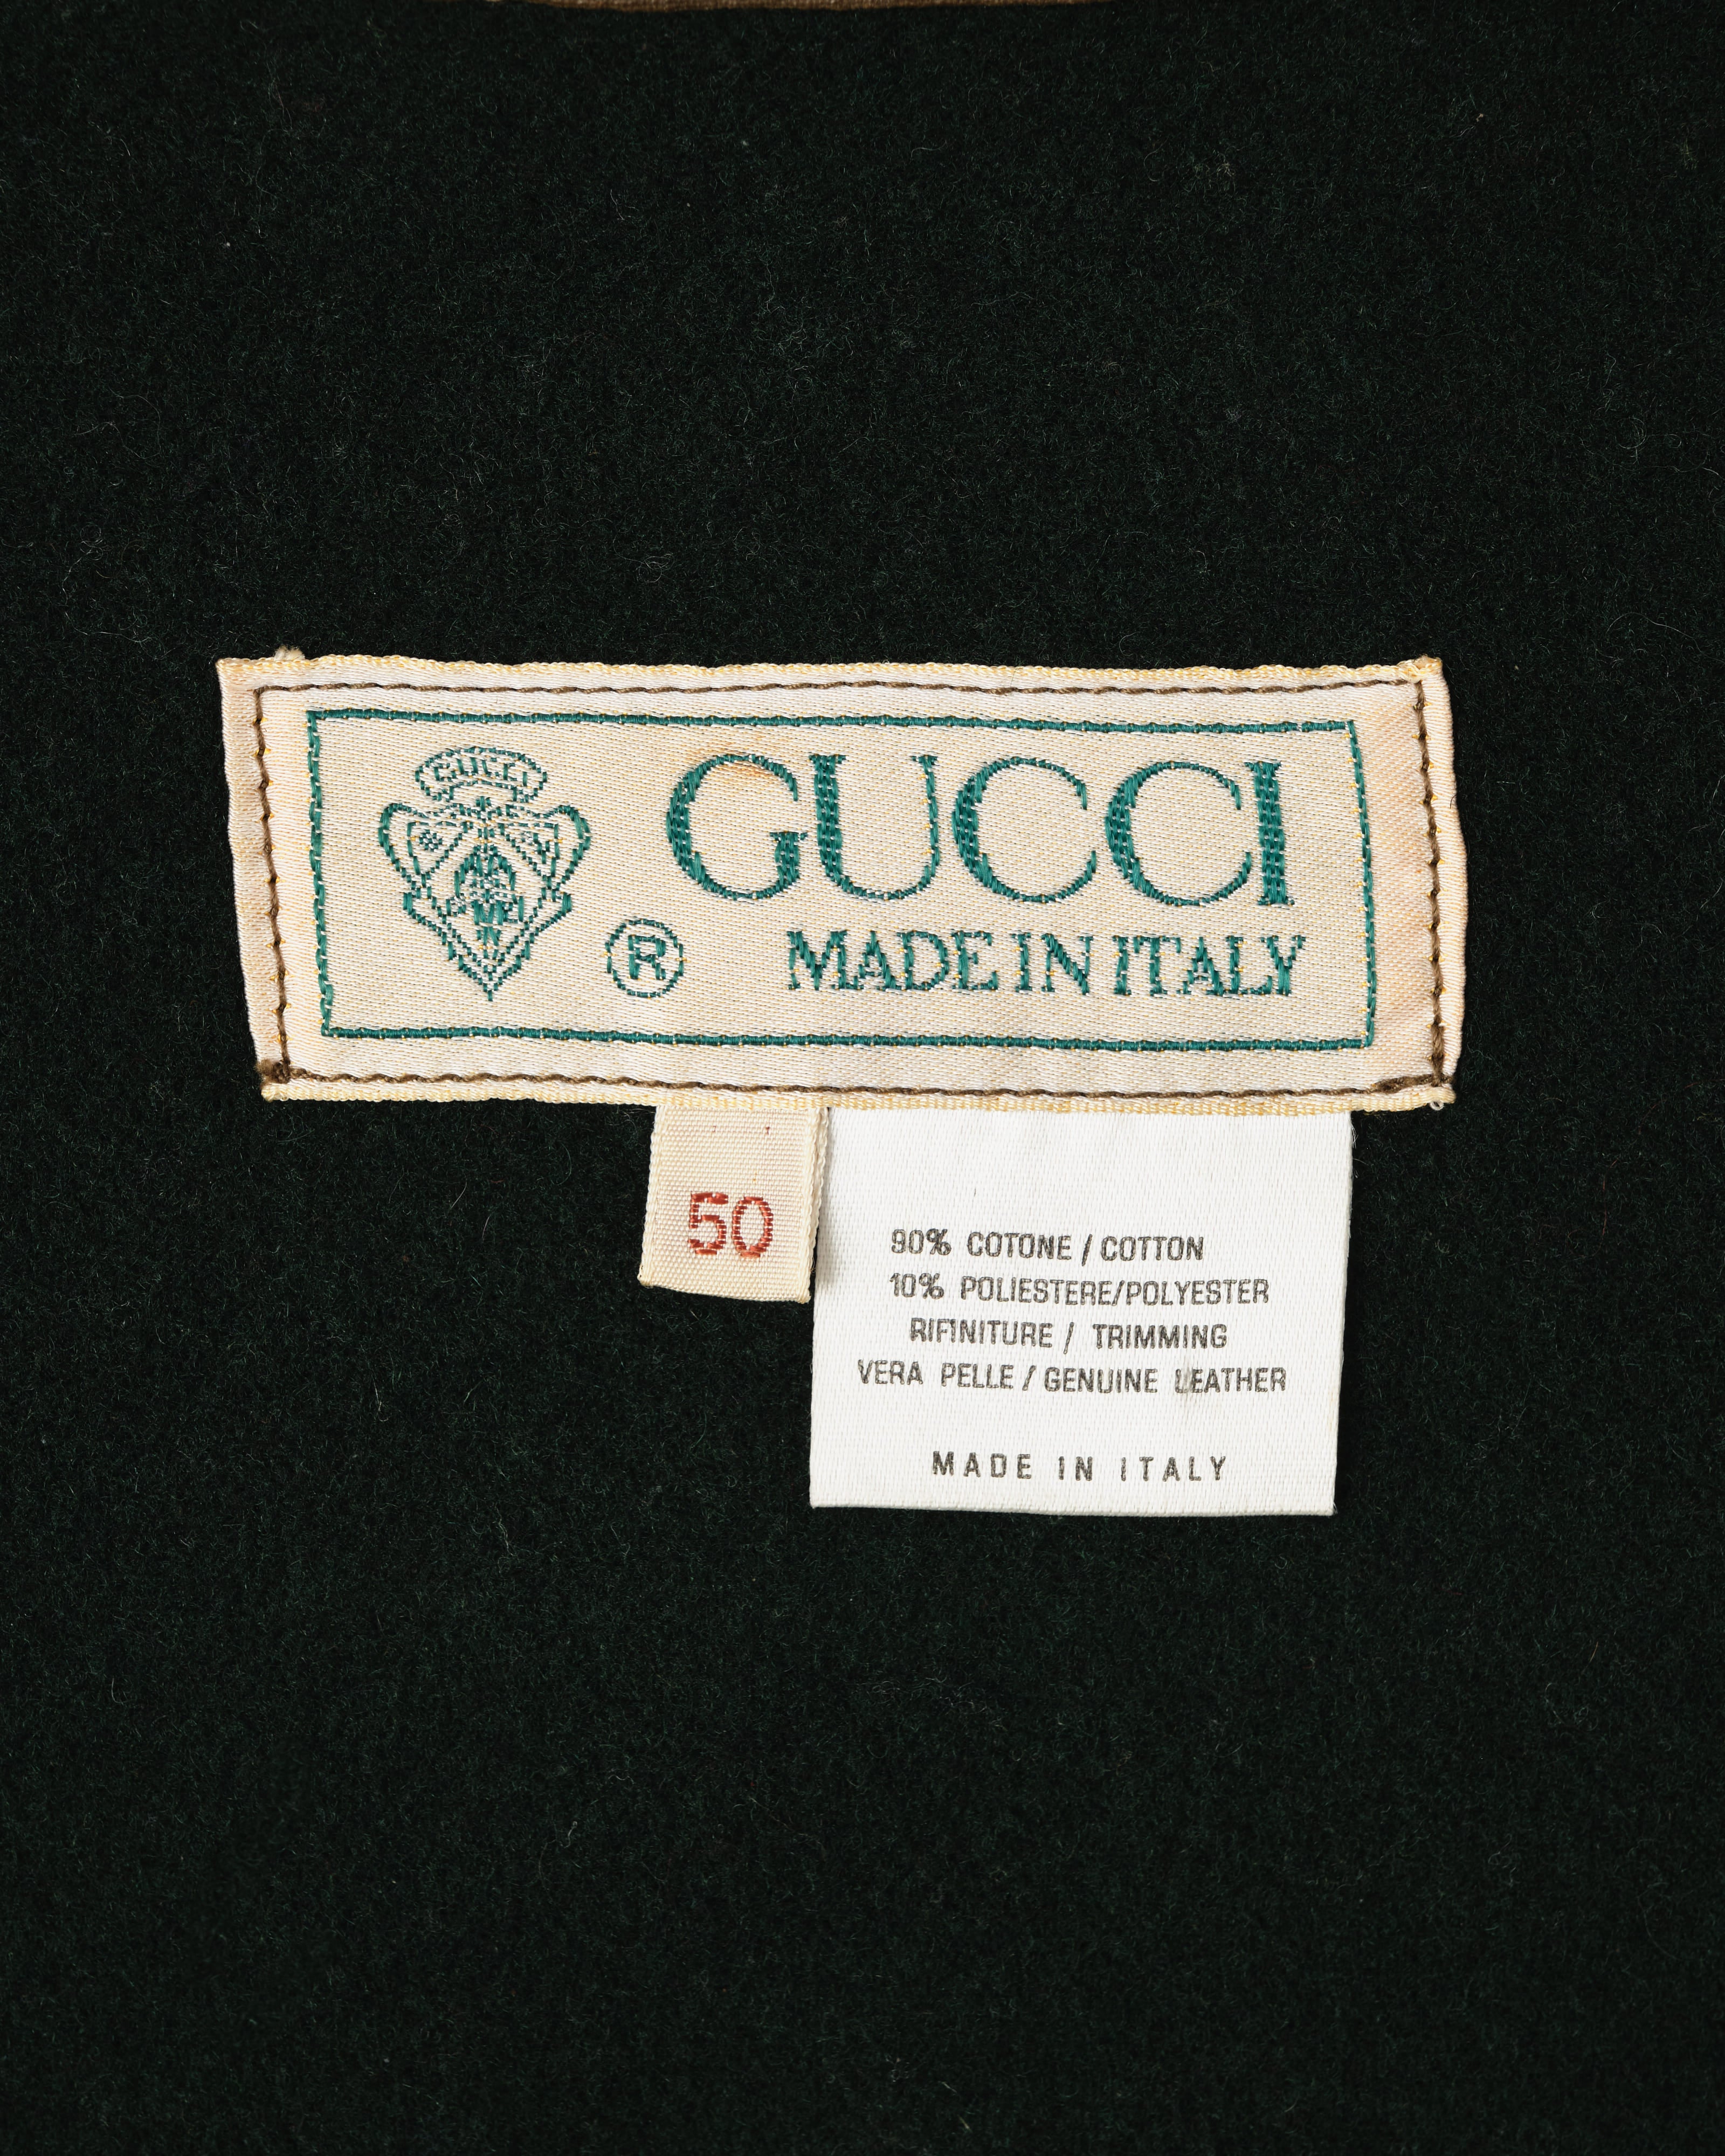 GUCCI
GUCCI
® MADE IN ITALY
50
90% COTONE / COTTON
10% POLIESTERE/POLYESTER
RIFINITURE / TRIMMING
VERA PELLE / GENUINE LEATHER
MADE IN ITALY